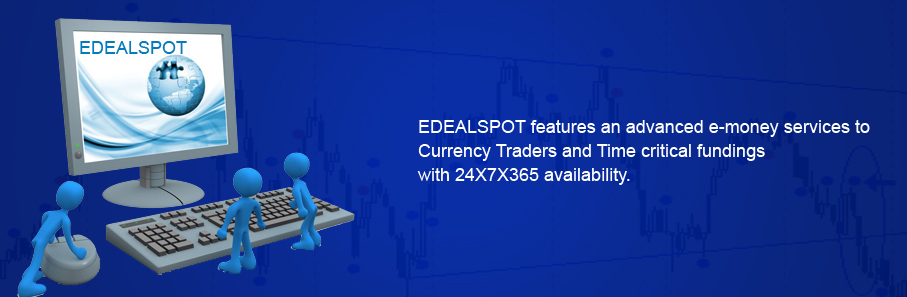 EDEALSPOT
EDEALSPOT features an advanced e-money services to
Currency Traders and Time critical fundings
with 24X7X365 availability.